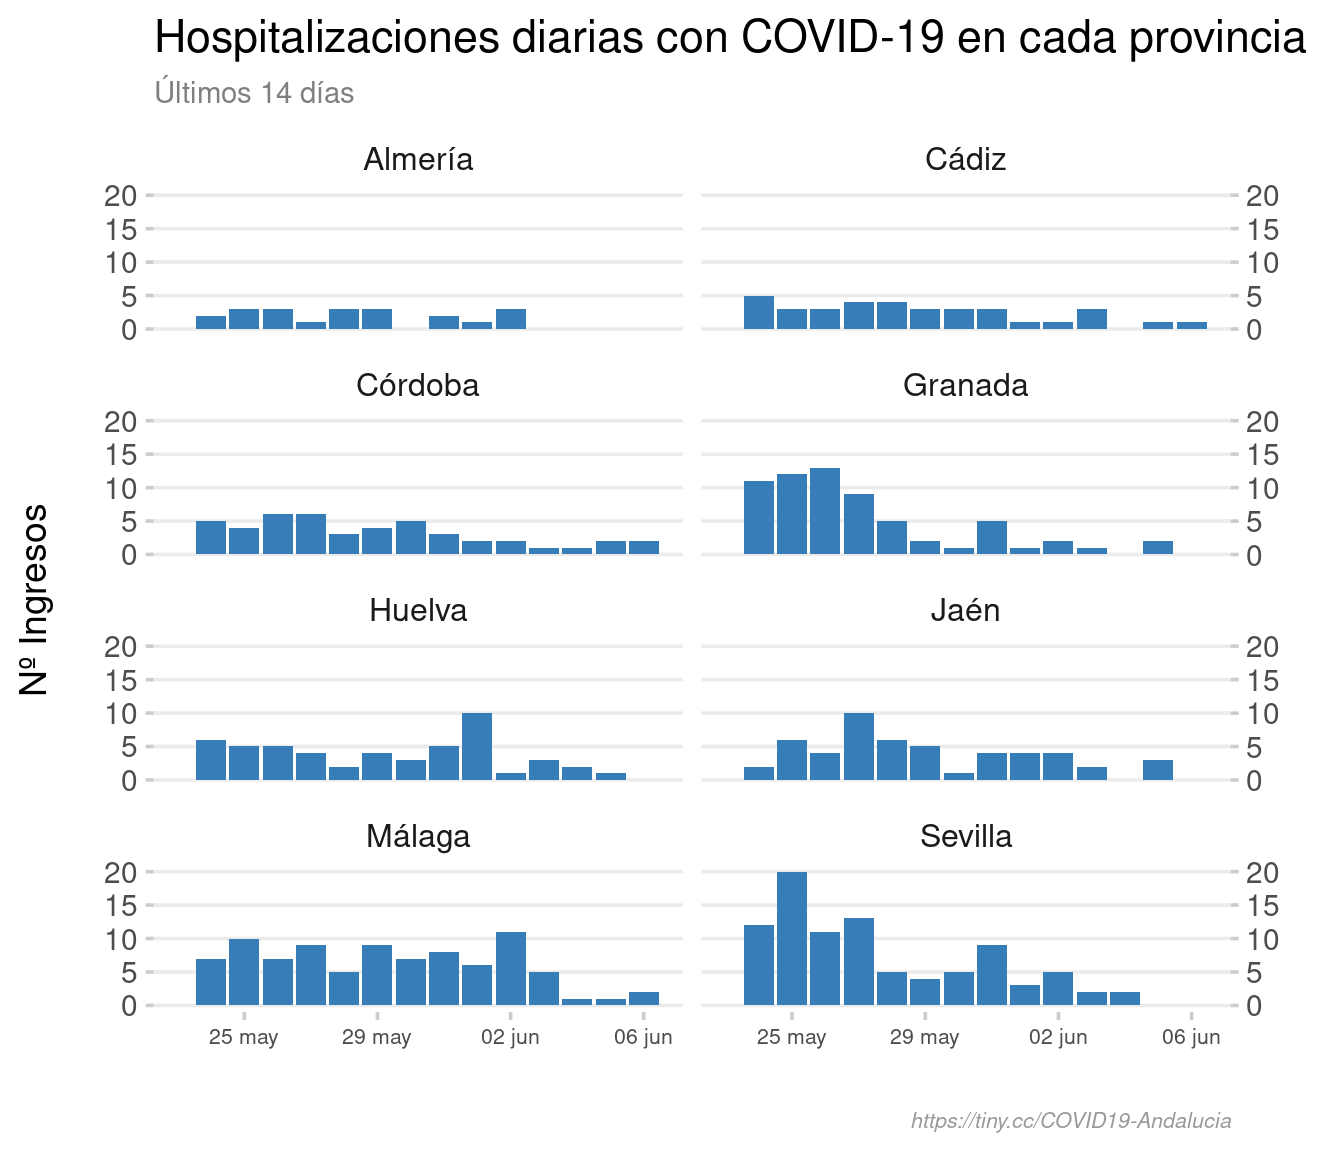 Hospitalizaciones diarias con COVID-19 en cada provincia
Últimos 14 días
Almería
Cádiz
20
15
10
5
0
20
15
10
5
0
Córdoba
Granada
20
15
10
5
0
20
15
10
5
0
Nº Ingresos
Huelva
Jaén
20
15
10
5
0
20
15
10
5
0
Málaga
Sevilla
20
15
10
5
0
20
15
10
5
0
25 may 29 may 02 jun 06 jun
25 may 29 may 02 jun 06 jun
https://tiny.cc/COVID19-Andalucia